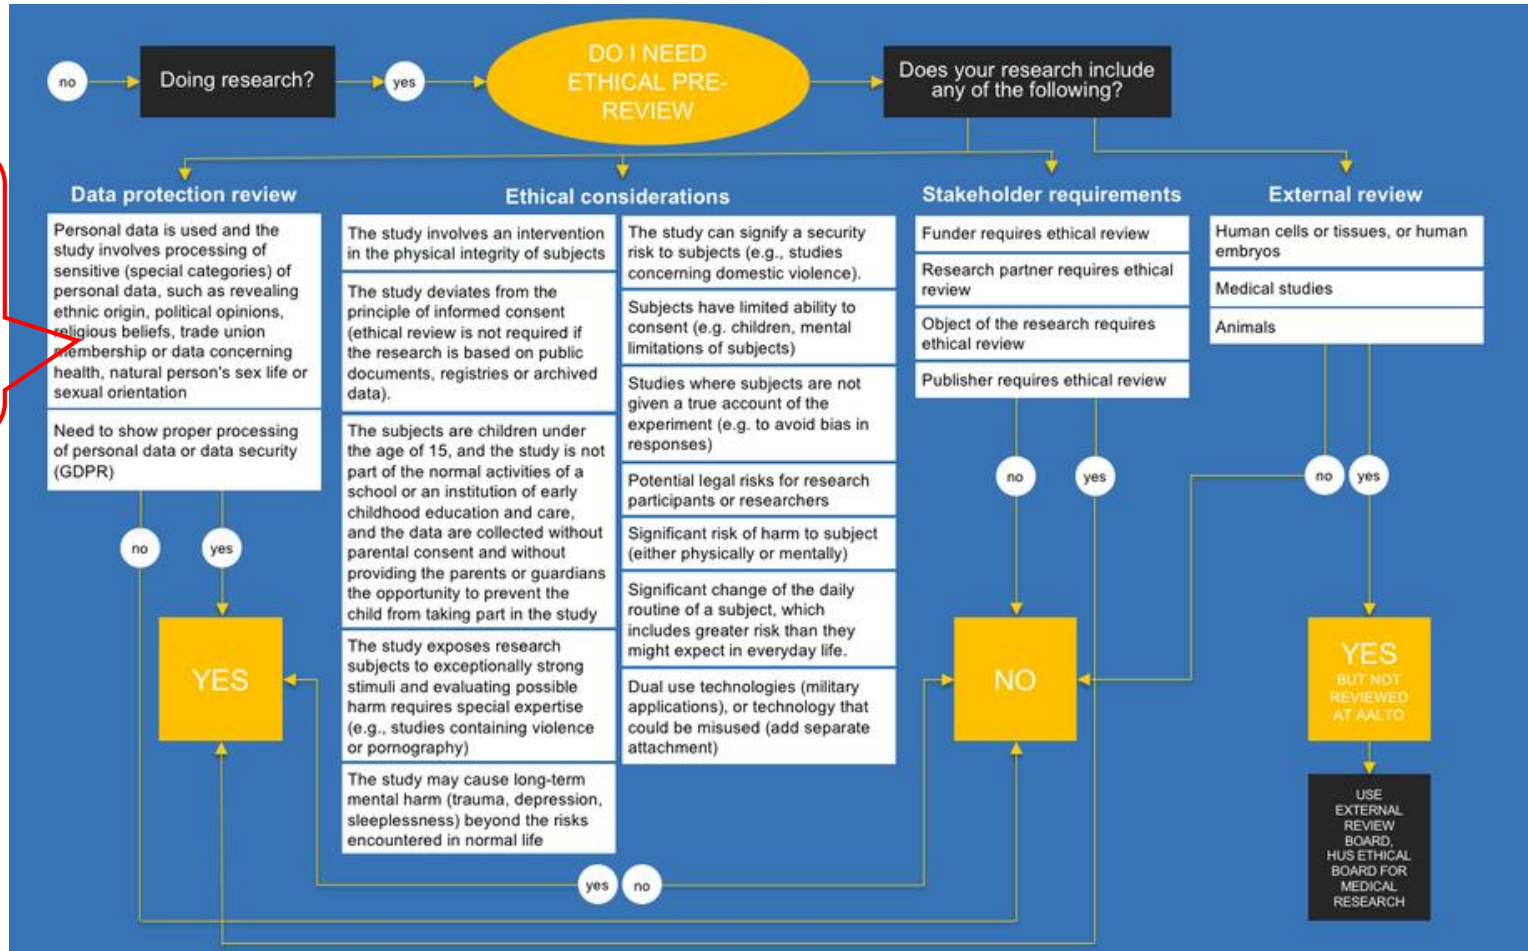 no
Doing research?
yes
DO I NEED
ETHICAL PRE-
REVIEW
Does your research include
any of the following?
Data protection review
Personal data is used and the
study involves processing of
sensitive (special categories) of
personal data, such as revealing
ethnic origin, political opinions,
religious beliefs, trade union
membership or data concerning
health, natural person's sex life or
sexual orientation
Need to show proper processing
of personal data or data security
(GDPR)
no
yes
YES
Ethical considerations
The study involves an intervention
in the physical integrity of subjects
The study deviates from the
principle of informed consent
(ethical review is not required if
the research is based on public
documents, registries or archived
data).
The subjects are children under
the age of 15, and the study is not
part of the normal activities of a
school or an institution of early
childhood education and care,
and the data are collected without
parental consent and without
providing the parents or guardians
the opportunity to prevent the
child from taking part in the study
The study exposes research
subjects to exceptionally strong
stimuli and evaluating possible
harm requires special expertise
(e.g., studies containing violence
or pornography)
The study may cause long-term
mental harm (trauma, depression,
sleeplessness) beyond the risks
encountered in normal life
The study can signify a security
risk to subjects (e.g., studies
concerning domestic violence).
Subjects have limited ability to
consent (e.g. children, mental
limitations of subjects)
Studies where subjects are not
given a true account of the
experiment (e.g. to avoid bias in
responses)
Potential legal risks for research
participants or researchers
Significant risk of harm to subject
(either physically or mentally)
Significant change of the daily
routine of a subject, which
includes greater risk than they
might expect in everyday life.
Dual use technologies (military
applications), or technology that
could be misused (add separate
attachment)
yes
no
Stakeholder requirements
Funder requires ethical review
Research partner requires ethical
review
Object of the research requires
ethical review
Publisher requires ethical review
no
yes
NO
External review
Human cells or tissues, or human
embryos
Medical studies
Animals
no
yes
YES
BUT NOT
REVIEWED
AT AALTO
USE
EXTERNAL
REVIEW
BOARD,
HUS ETHICAL
BOARD FOR
MEDICAL
RESEARCH